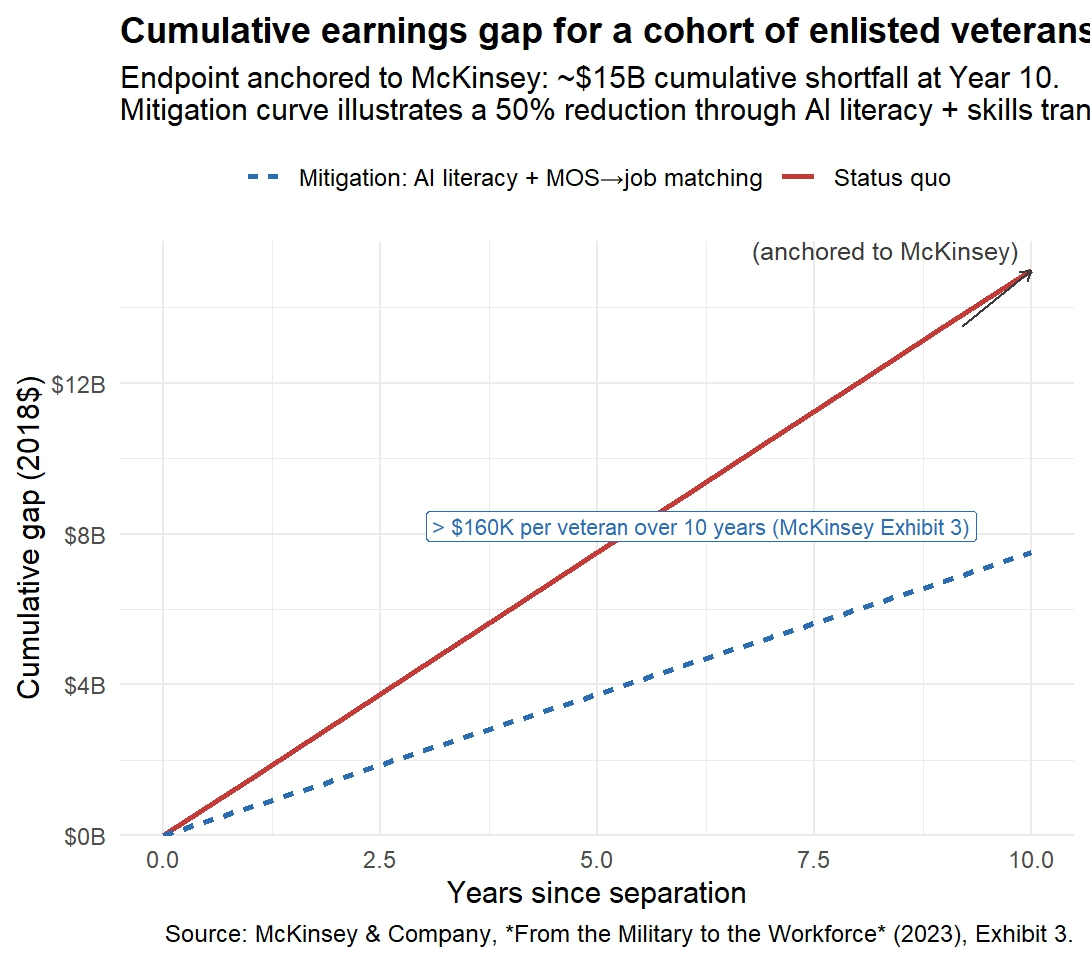 Cumulative earnings gap for a cohort of enlisted veterans
Endpoint anchored to McKinsey: ~$15B cumulative shortfall at Year 10.
Mitigation curve illustrates a 50% reduction through AI literacy + skills tran
Mitigation: AI literacy + MOS→job matching
Status quo
(anchored to McKinsey)
$12B
> $160K per veteran over 10 years (McKinsey Exhibit 3)
$8B
$4B
$0B
Cumulative gap (2018$)
0.0 2.5 5.0 7.5 10.0
Years since separation
Source: McKinsey & Company, *From the Military to the Workforce* (2023), Exhibit 3.